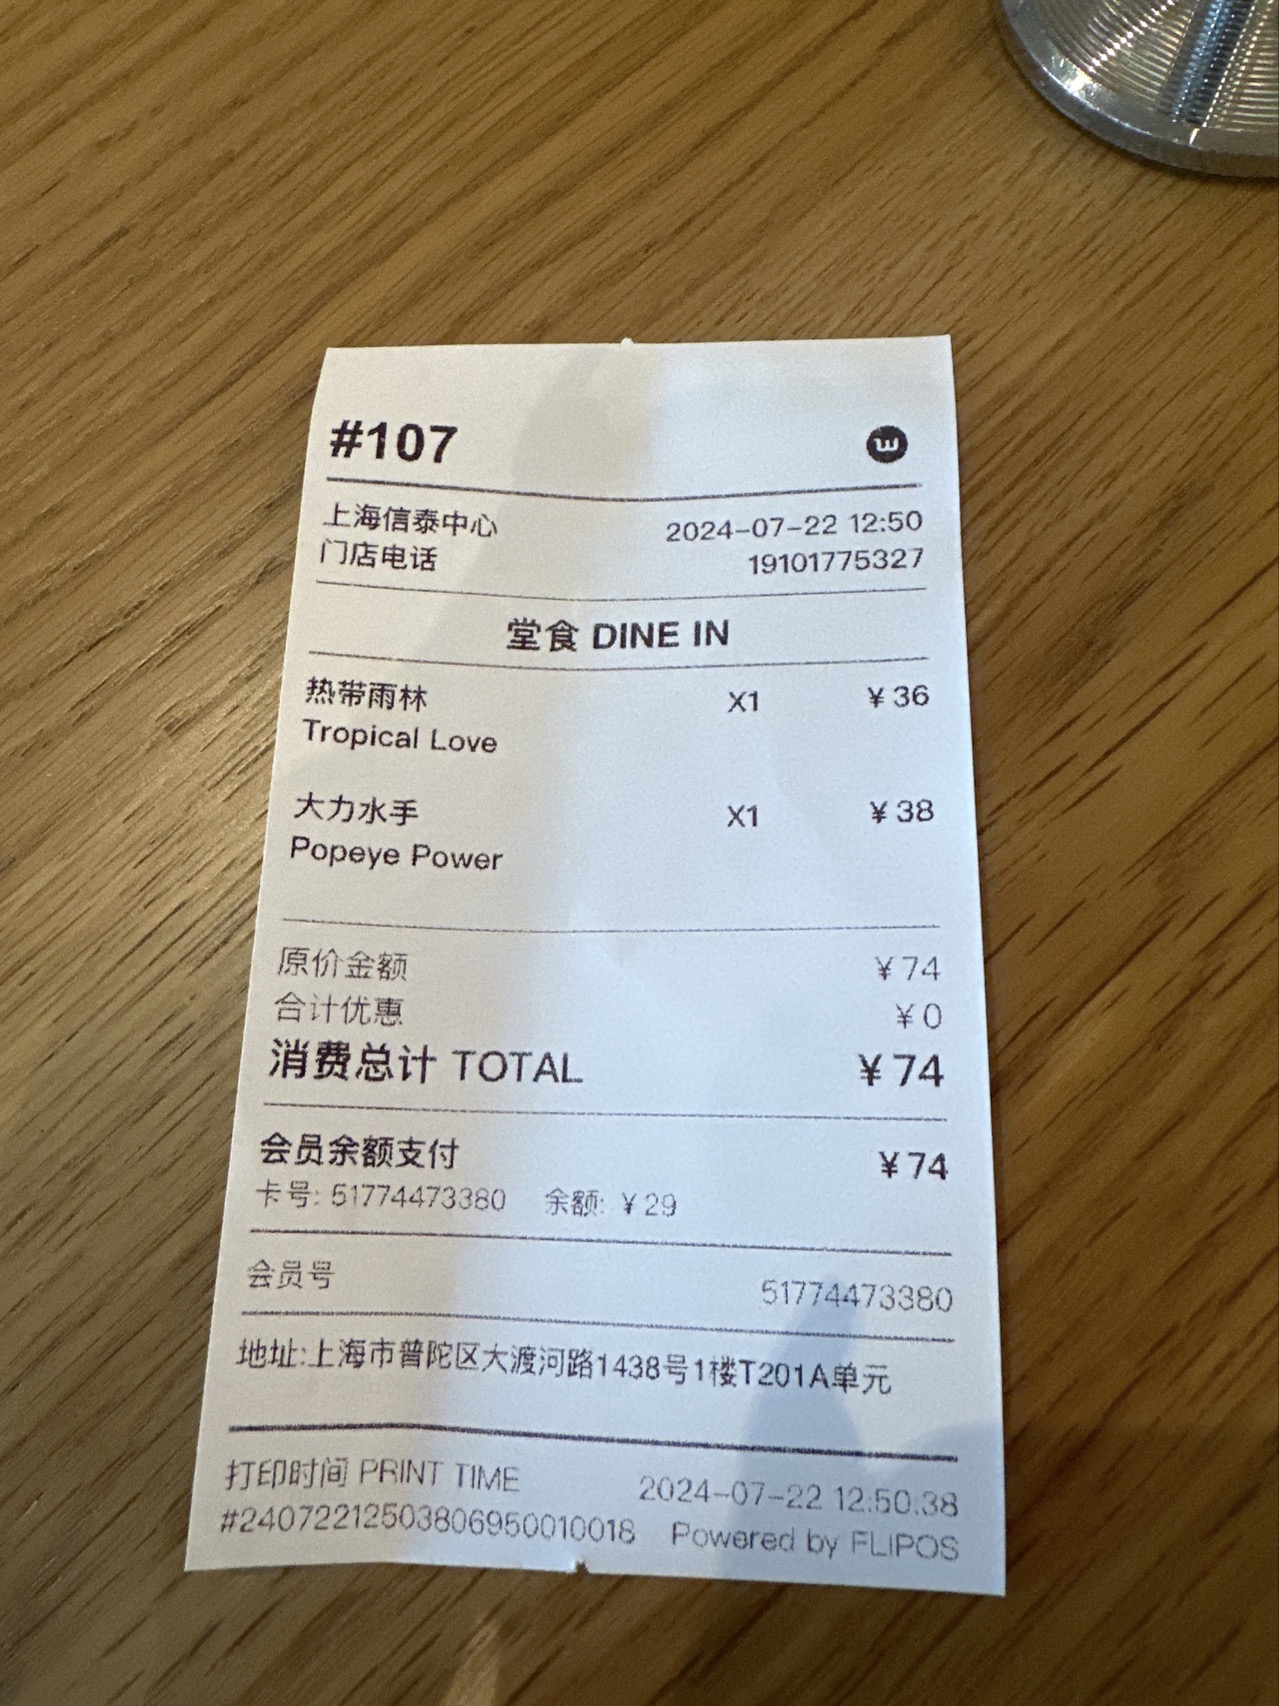 #107
上海信泰中心 2024-07-22 12:50
门店电话 19101775327
堂食 DINE IN
热带雨林 X1 ¥36
Tropical Love
大力水手 X1 ¥38
Popeye Power
原价金额 ¥74
合计优惠 ¥0
消费总计 TOTAL ¥74
会员余额支付 ¥74
卡号: 51774473380 余额: ¥29
会员号 51774473380
地址:上海市普陀区大渡河路1438号1楼T201A单元
打印时间 PRINT TIME 2024-07-22 12:50:38
#24072212503806950010018 Powered by FLIPOS